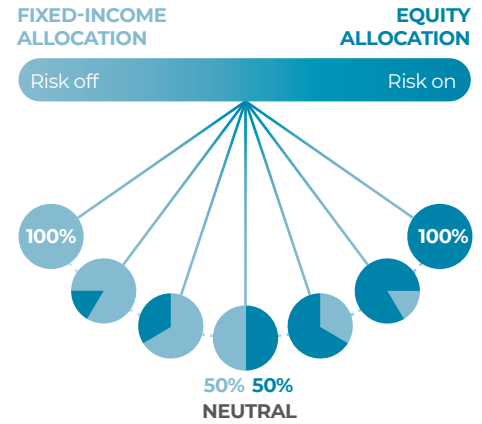 FIXED-INCOME
ALLOCATION
EQUITY
ALLOCATION
Risk off
Risk on
100%
100%
50% 50%
NEUTRAL